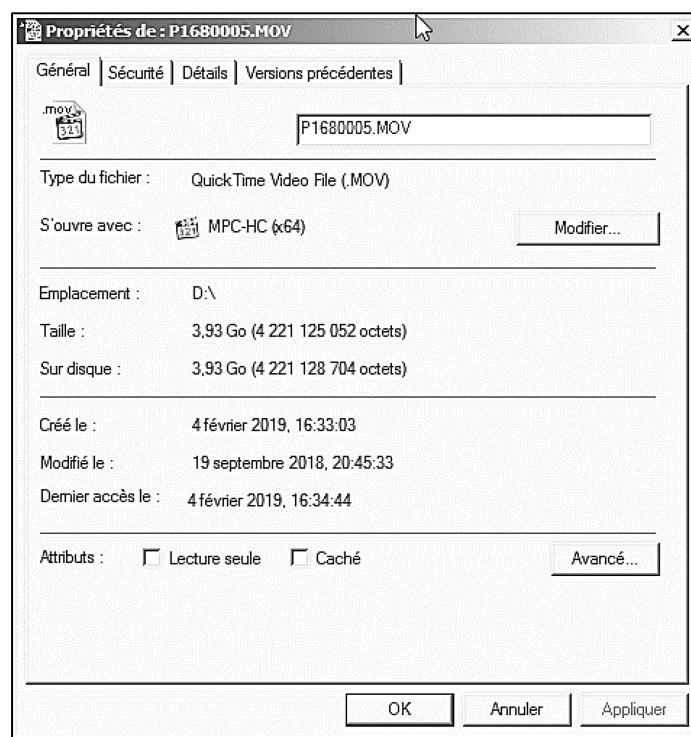 Propriétés de : P1680005.MOV
Général Sécurité Détails Versions précédentes
.mov
321
P1680005.MOV
Type du fichier : QuickTime Video File (.MOV)
S'ouvre avec : 321 MPC-HC (x64) Modifier...
Emplacement : D:\
Taille : 3,93 Go (4 221 125 052 octets)
Sur disque : 3,93 Go (4 221 128 704 octets)
Créé le : 4 février 2019, 16:33:03
Modifié le : 19 septembre 2018, 20:45:33
Dernier accès le : 4 février 2019, 16:34:44
Attributs : Lecture seule Caché Avancé...
OK Annuler Appliquer